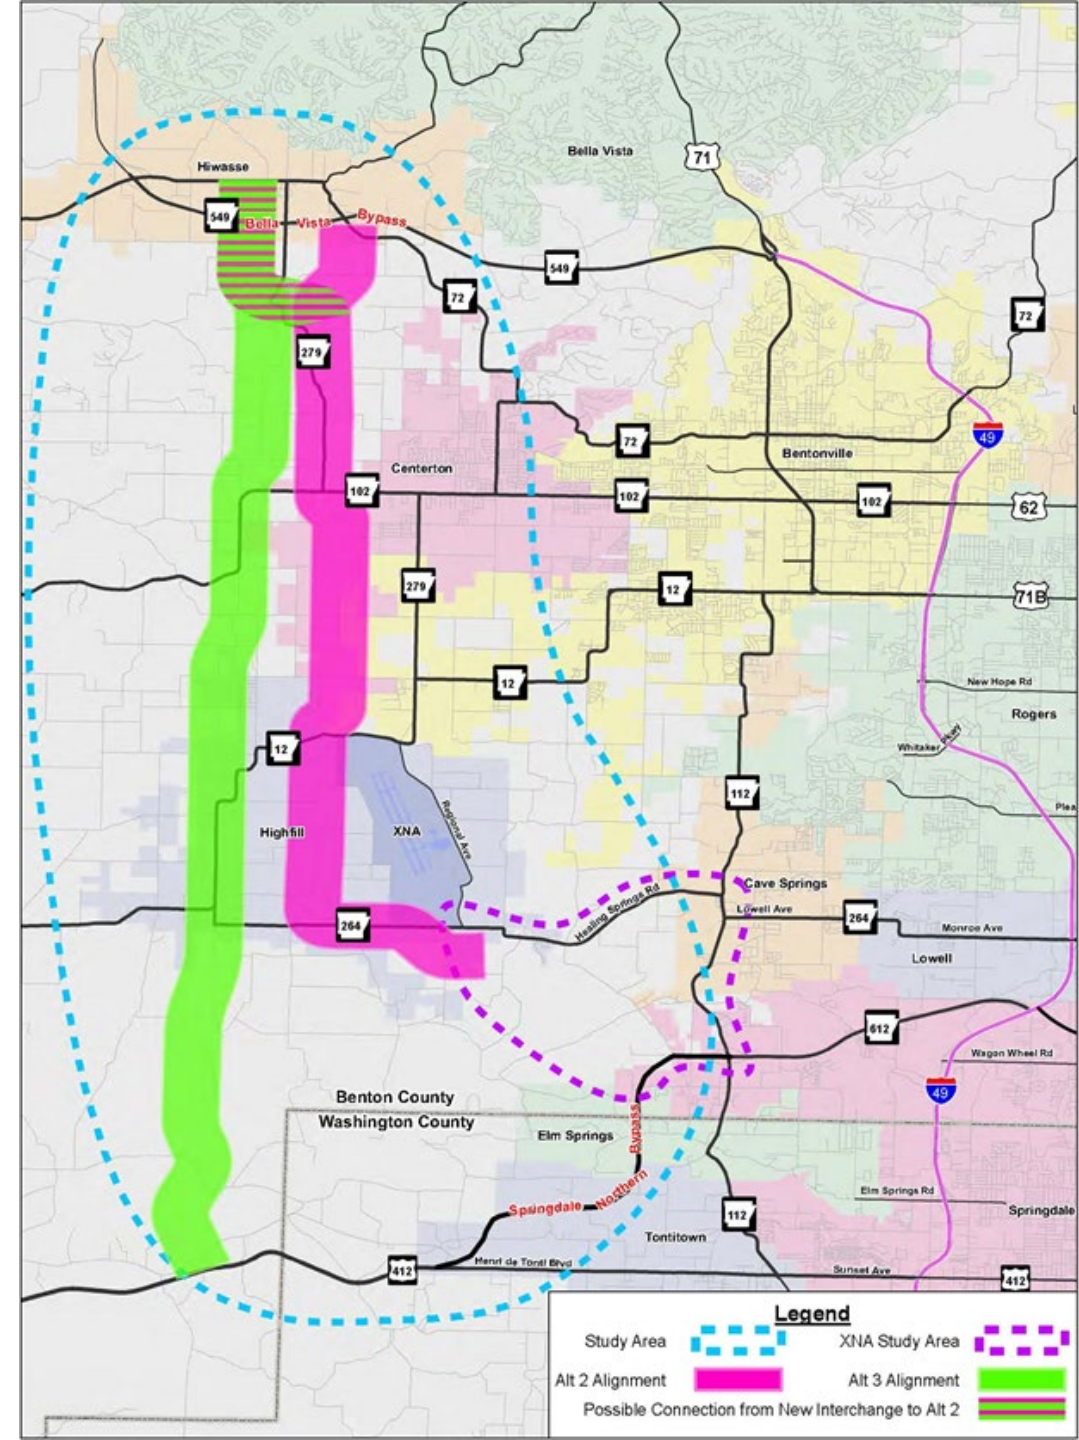 Hiwasse
Bella Vista
71
549
Bella Vista Bypass
549
72
72
279
49
72
Bentonville
Centerton
102
102
102
62
279
12
71B
12
New Hope Rd
Rogers
Whitaker Pkwy
12
112
Plea
Highfill
XNA
Regional Ave
Cave Springs
Healing Springs Rd
Lowell Ave
264
264
Monroe Ave
Lowell
612
Wagon Wheel Rd
49
Benton County
Washington County
Elm Springs
Springdale Northern Bypass
Elm Springs Rd
Springdale
112
Tontitown
Henri de Tonti Blvd
412
Sunset Ave
412
Legend
Study Area
XNA Study Area
Alt 2 Alignment
Alt 3 Alignment
Possible Connection from New Interchange to Alt 2